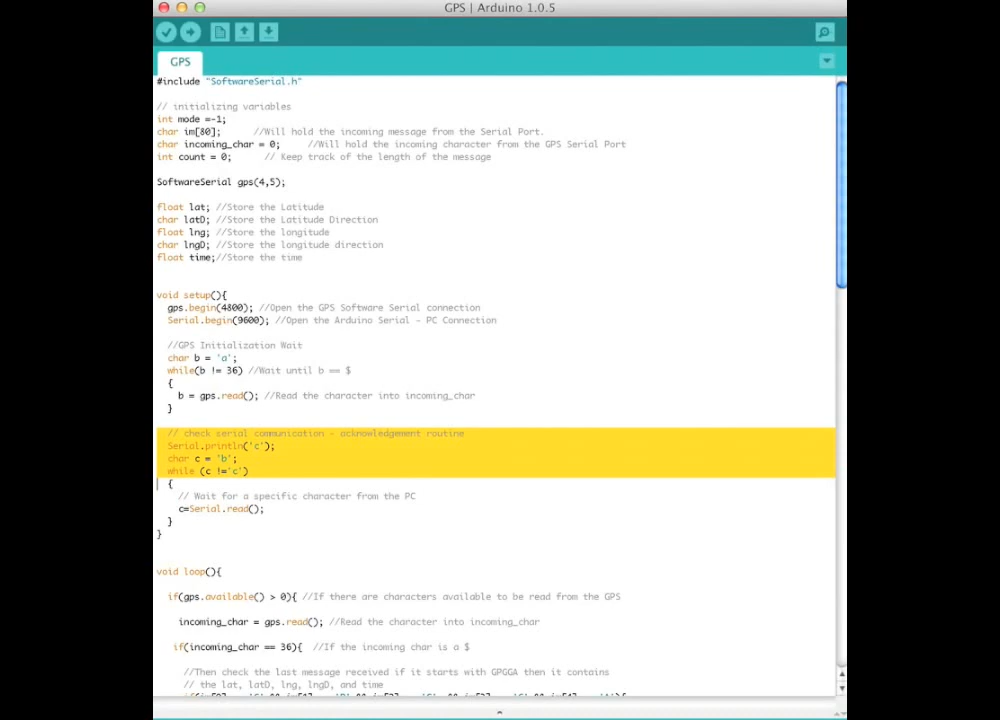 GPS | Arduino 1.0.5
GPS
#include "SoftwareSerial.h"
// initializing variables
int mode =-1;
char im[80]; //Will hold the incoming message from the Serial Port.
char incoming_char = 0; //Will hold the incoming character from the GPS Serial Port
int count = 0; // Keep track of the length of the message
SoftwareSerial gps(4,5);
float lat; //Store the Latitude
char latD; //Store the Latitude Direction
float lng; //Store the longitude
char lngD; //Store the longitude direction
float time;//Store the time
void setup(){
gps.begin(4800); //Open the GPS Software Serial connection
Serial.begin(9600); //Open the Arduino Serial - PC Connection
//GPS Initialization Wait
char b = 'a';
while(b != 36) //Wait until b == $
{
b = gps.read(); //Read the character into incoming_char
}
// check serial communication - acknowledgement routine
Serial.println('c');
char c = 'b';
while (c !='c')
{
// Wait for a specific character from the PC
c=Serial.read();
}
}
void loop(){
if(gps.available() > 0){ //If there are characters available to be read from the GPS
incoming_char = gps.read(); //Read the character into incoming_char
if(incoming_char == 36){ //If the incoming char is a $
//Then check the last message received if it starts with GPGGA then it contains
// the lat, latD, lng, lngD, and time